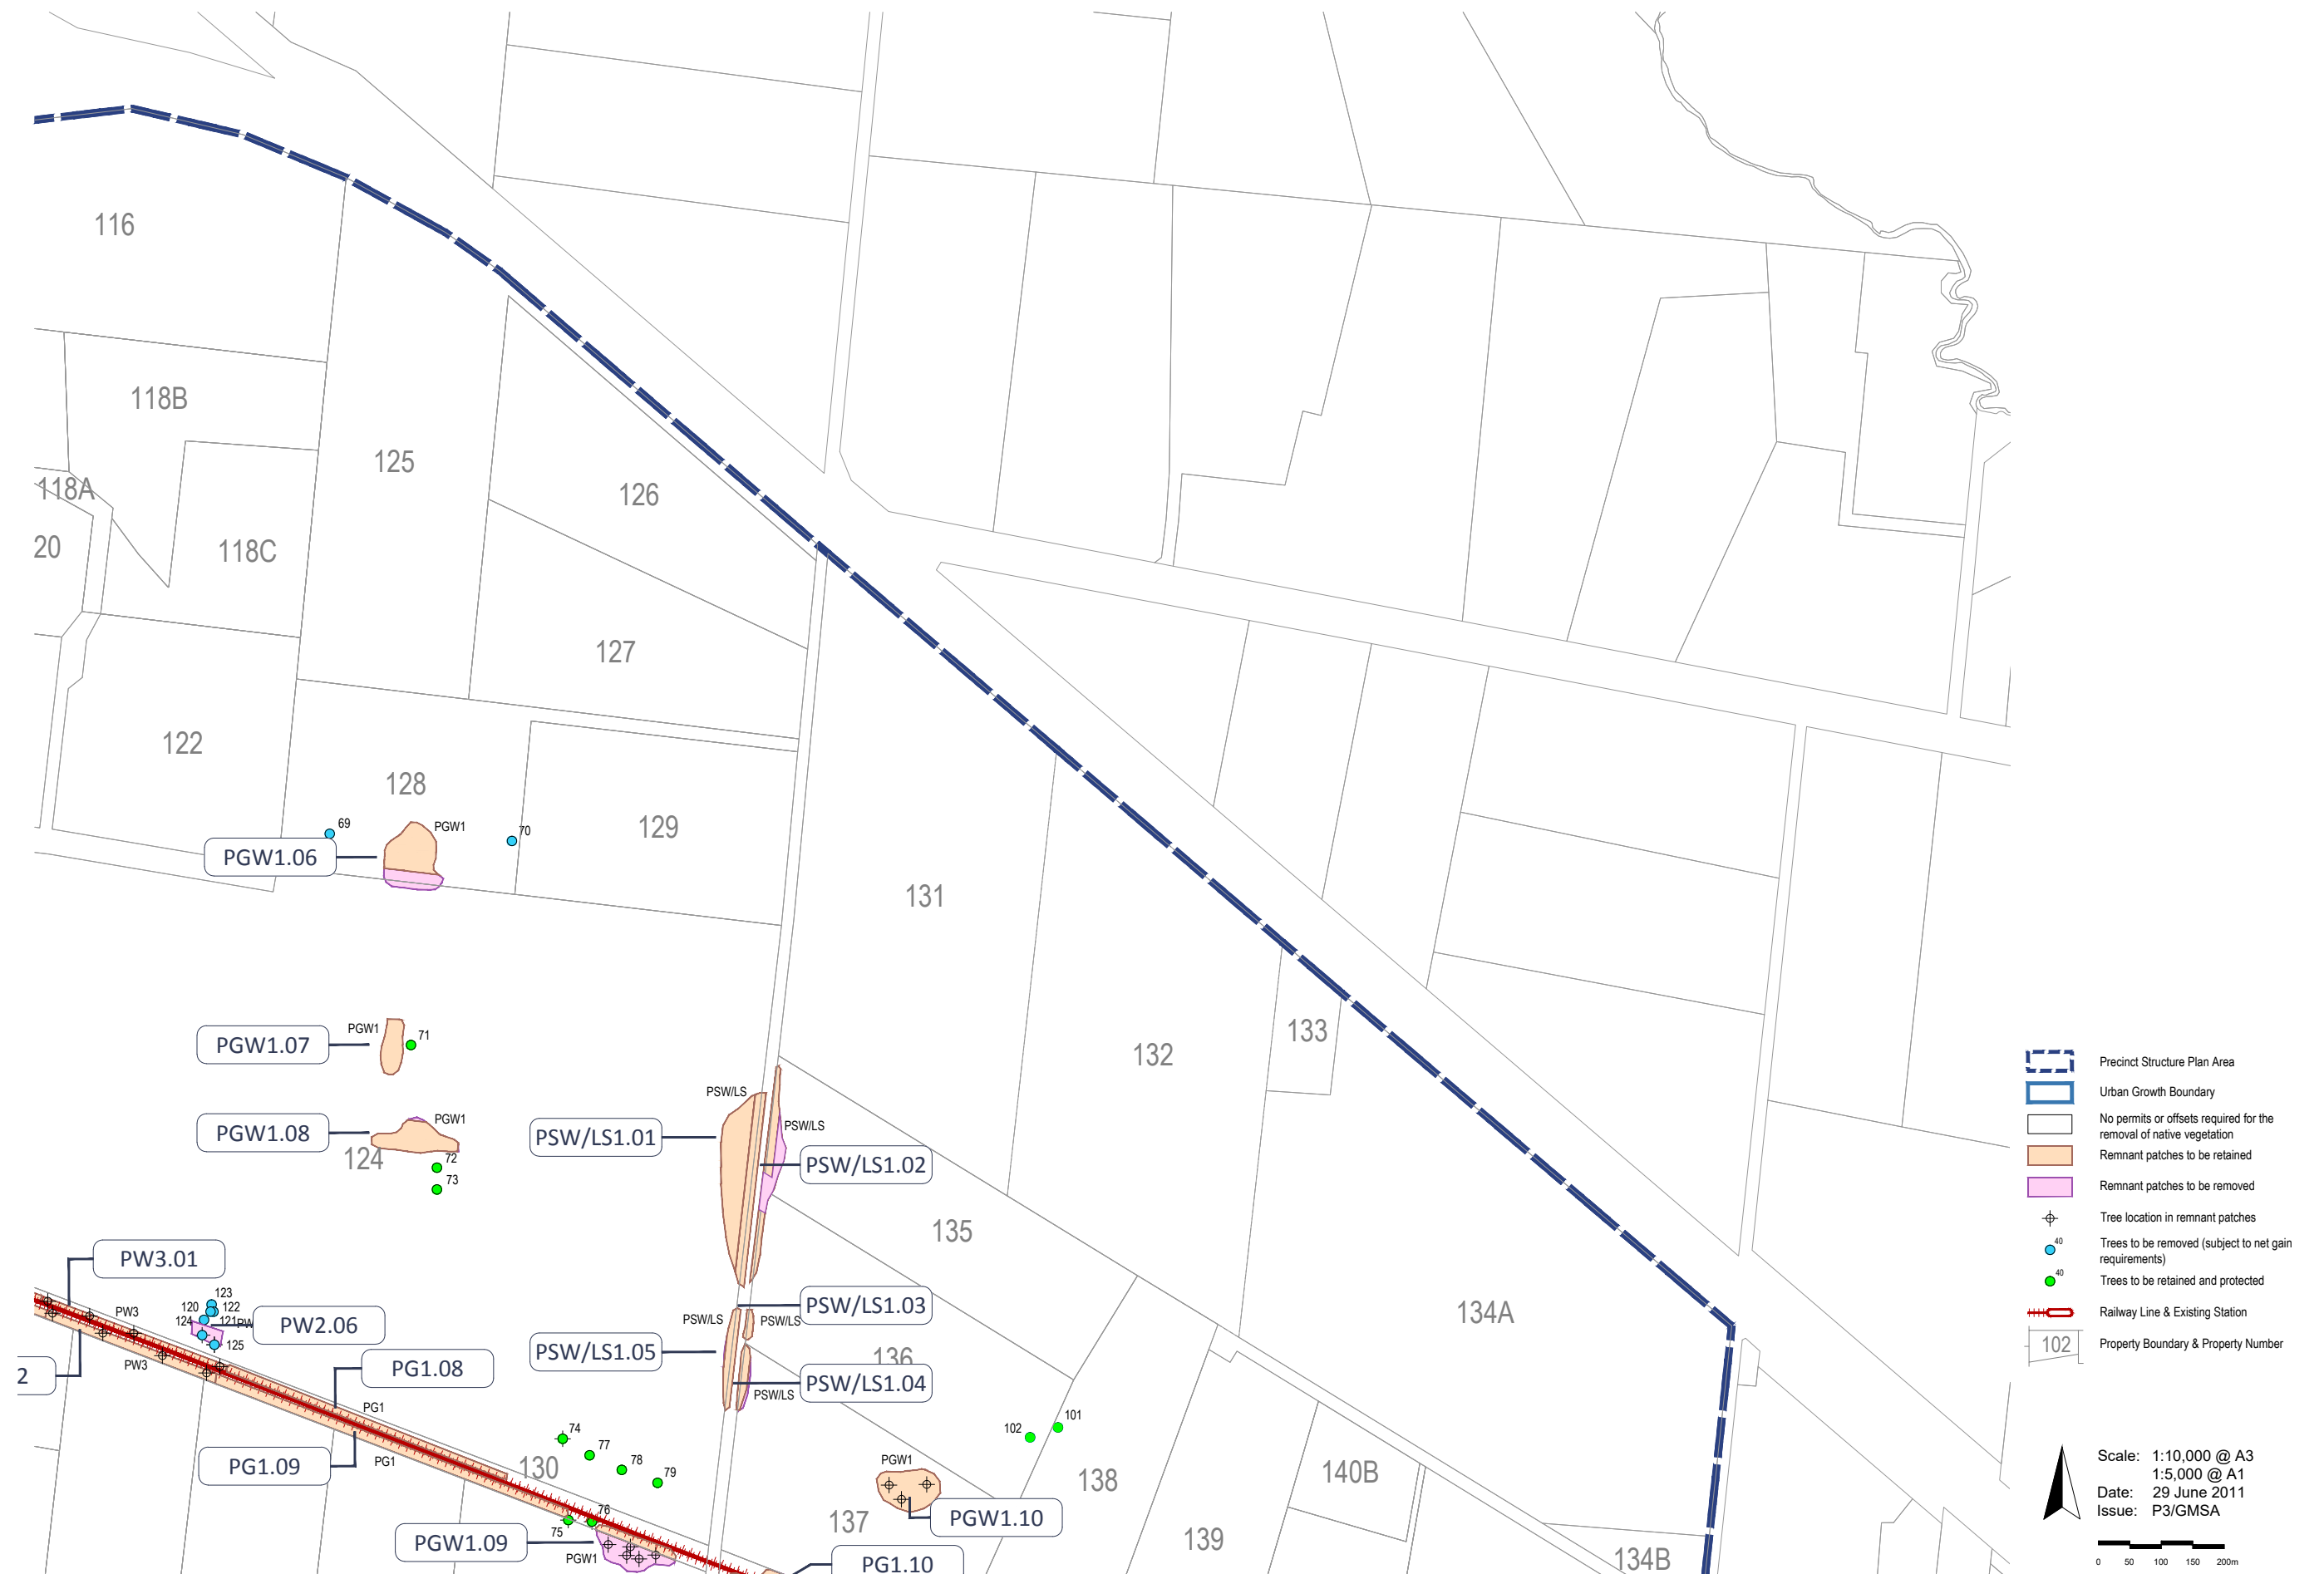 116
118B
125
118A
126
20
118C
127
122
128
129
69
PGW1
70
PGW1.06
131
PGW1
71
PGW1.07
133
132
PSW/LS
PGW1.08
PGW1
PSW/LS1.01
PSW/LS
124
72
PSW/LS1.02
73
135
PW3.01
123
PW3
120
122
121
PW
PW2.06
124
125
PW3
2
PG1.08
PG1
PG1.09
PG1
PSW/LS1.03
PSW/LS
PSW/LS
PSW/LS1.05
136
PSW/LS1.04
PSW/LS
134A
74
77
78
79
130
101
102
PGW1
138
140B
PGW1.10
137
139
76
75
PGW1.09
PGW1
PG1.10
134B
Precinct Structure Plan Area
Urban Growth Boundary
No permits or offsets required for the
removal of native vegetation
Remnant patches to be retained
Remnant patches to be removed
Tree location in remnant patches
40
Trees to be removed (subject to net gain
requirements)
40
Trees to be retained and protected
Railway Line & Existing Station
102
Property Boundary & Property Number
Scale: 1:10,000 @ A3
1:5,000 @ A1
Date: 29 June 2011
Issue: P3/GMSA
0 50 100 150 200m